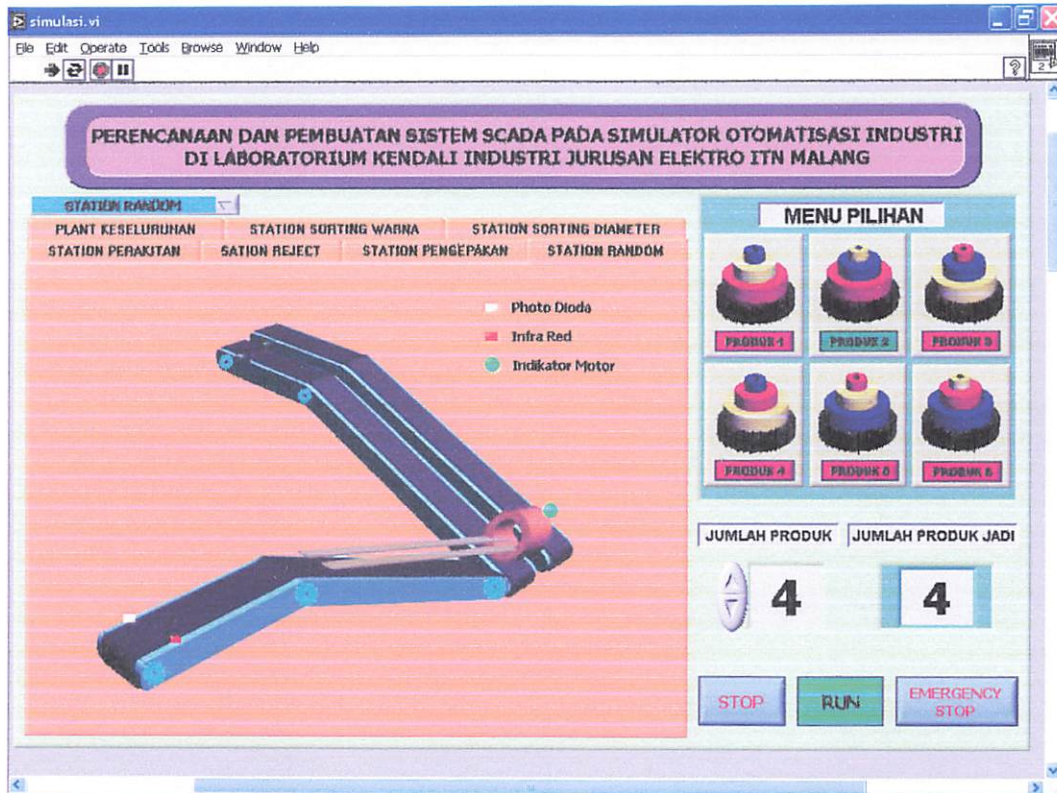 simulasi.vi
File Edit Operate Tools Browse Window Help
2
?
PERENCANAAN DAN PEMBUATAN SISTEM SCADA PADA SIMULATOR OTOMATISASI INDUSTRI
DI LABORATORIUM KENDALI INDUSTRI JURUSAN ELEKTRO ITN MALANG
STATION RANDOM
PLANT KESELURUHAN STATION SORTING WARNA STATION SORTING DIAMETER
STATION PERAKITAN SATION REJECT STATION PENGEPAKAN STATION RANDOM
Photo Dioda
Infra Red
Indikator Motor
MENU PILIHAN
PRODUK 1 PRODUK 2 PRODUK 3
PRODUK 4 PRODUK 5 PRODUK 6
JUMLAH PRODUK JUMLAH PRODUK JADI
4 4
STOP RUN EMERGENCY
STOP